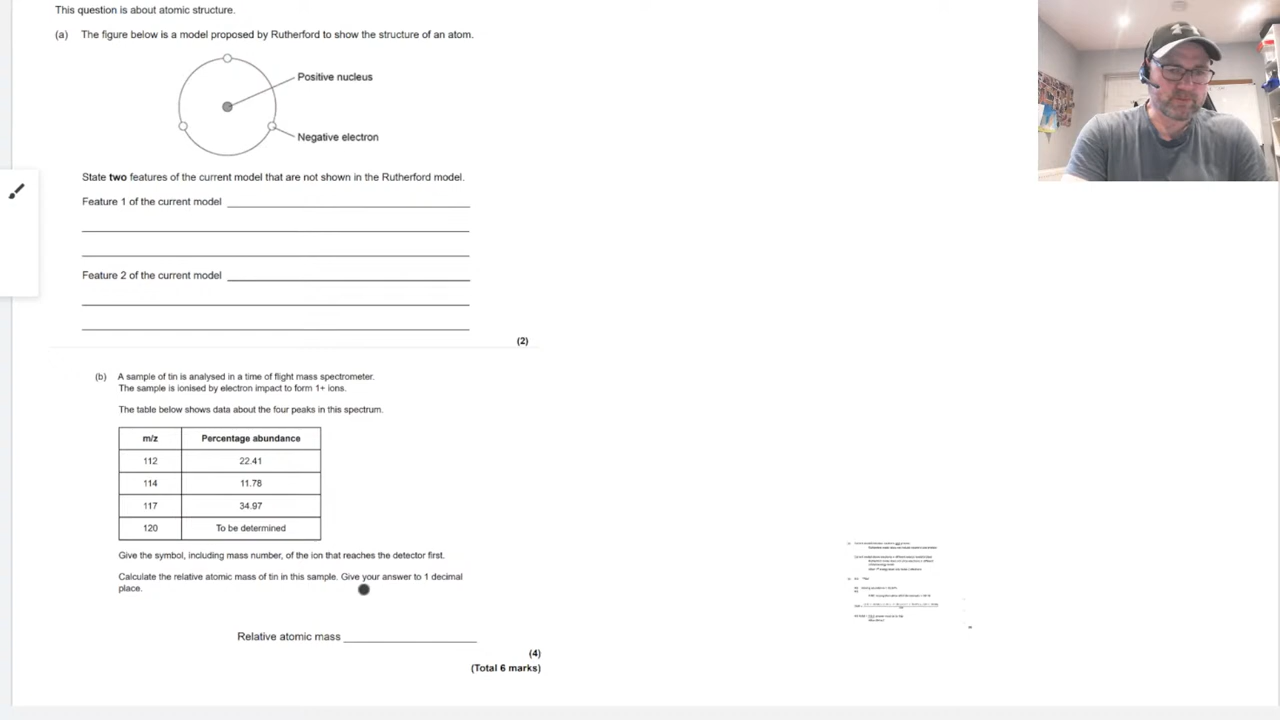 This question is about atomic structure.
(a) The figure below is a model proposed by Rutherford to show the structure of an atom.
Positive nucleus
Negative electron
State two features of the current model that are not shown in the Rutherford model.
Feature 1 of the current model
Feature 2 of the current model
(2)
(b) A sample of tin is analysed in a time of flight mass spectrometer.
The sample is ionised by electron impact to form 1+ ions.
The table below shows data about the four peaks in this spectrum.
m/z Percentage abundance
112 22.41
114 11.78
117 34.97
120 To be determined
Give the symbol, including mass number, of the ion that reaches the detector first.
Calculate the relative atomic mass of tin in this sample. Give your answer to 1 decimal
place.
Relative atomic mass
(4)
(Total 6 marks)